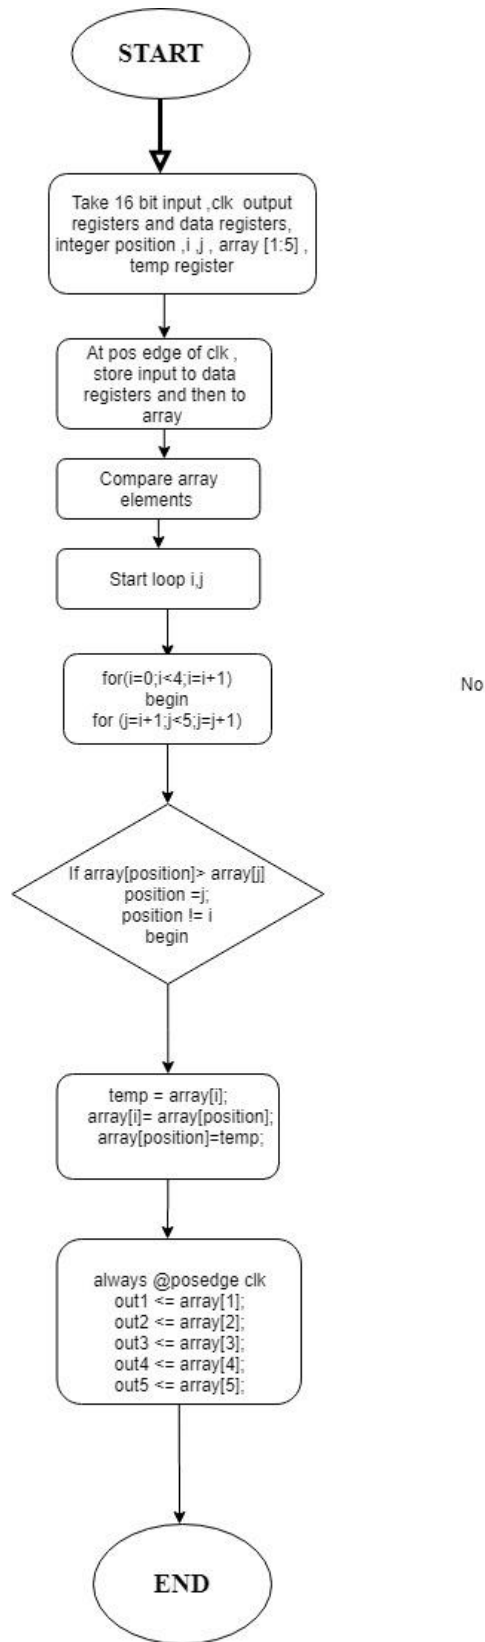 START
Take 16 bit input ,clk output
registers and data registers,
integer position ,i ,j , array [1:5] ,
temp register
At pos edge of clk ,
store input to data
registers and then to
array
Compare array
elements
Start loop i,j
for(i=0;i<4;i=i+1)
begin
for (j=i+1;j<5;j=j+1)
No
If array[position]> array[j]
position =j;
position != i
begin
temp = array[i];
array[i]= array[position];
array[position]=temp;
always @posedge clk
out1 <= array[1];
out2 <= array[2];
out3 <= array[3];
out4 <= array[4];
out5 <= array[5];
END